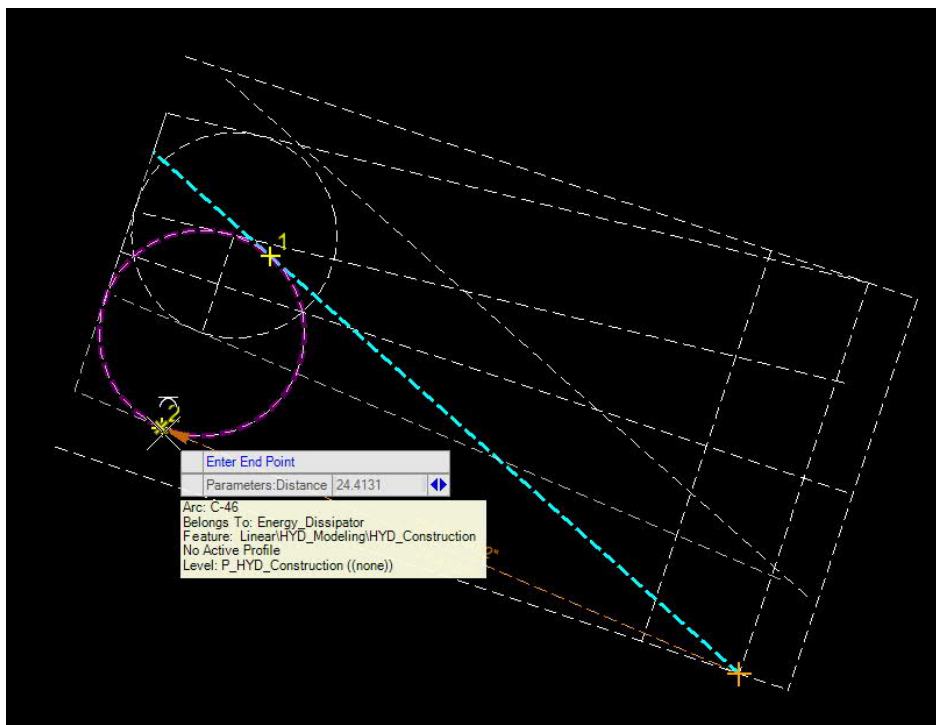 1
2
Enter End Point
Parameters:Distance 24.4131
Arc: C-46
Belongs To: Energy_Dissipator
Feature: Linear\HYD_Modeling\HYD_Construction
No Active Profile
Level: P_HYD_Construction ((none))